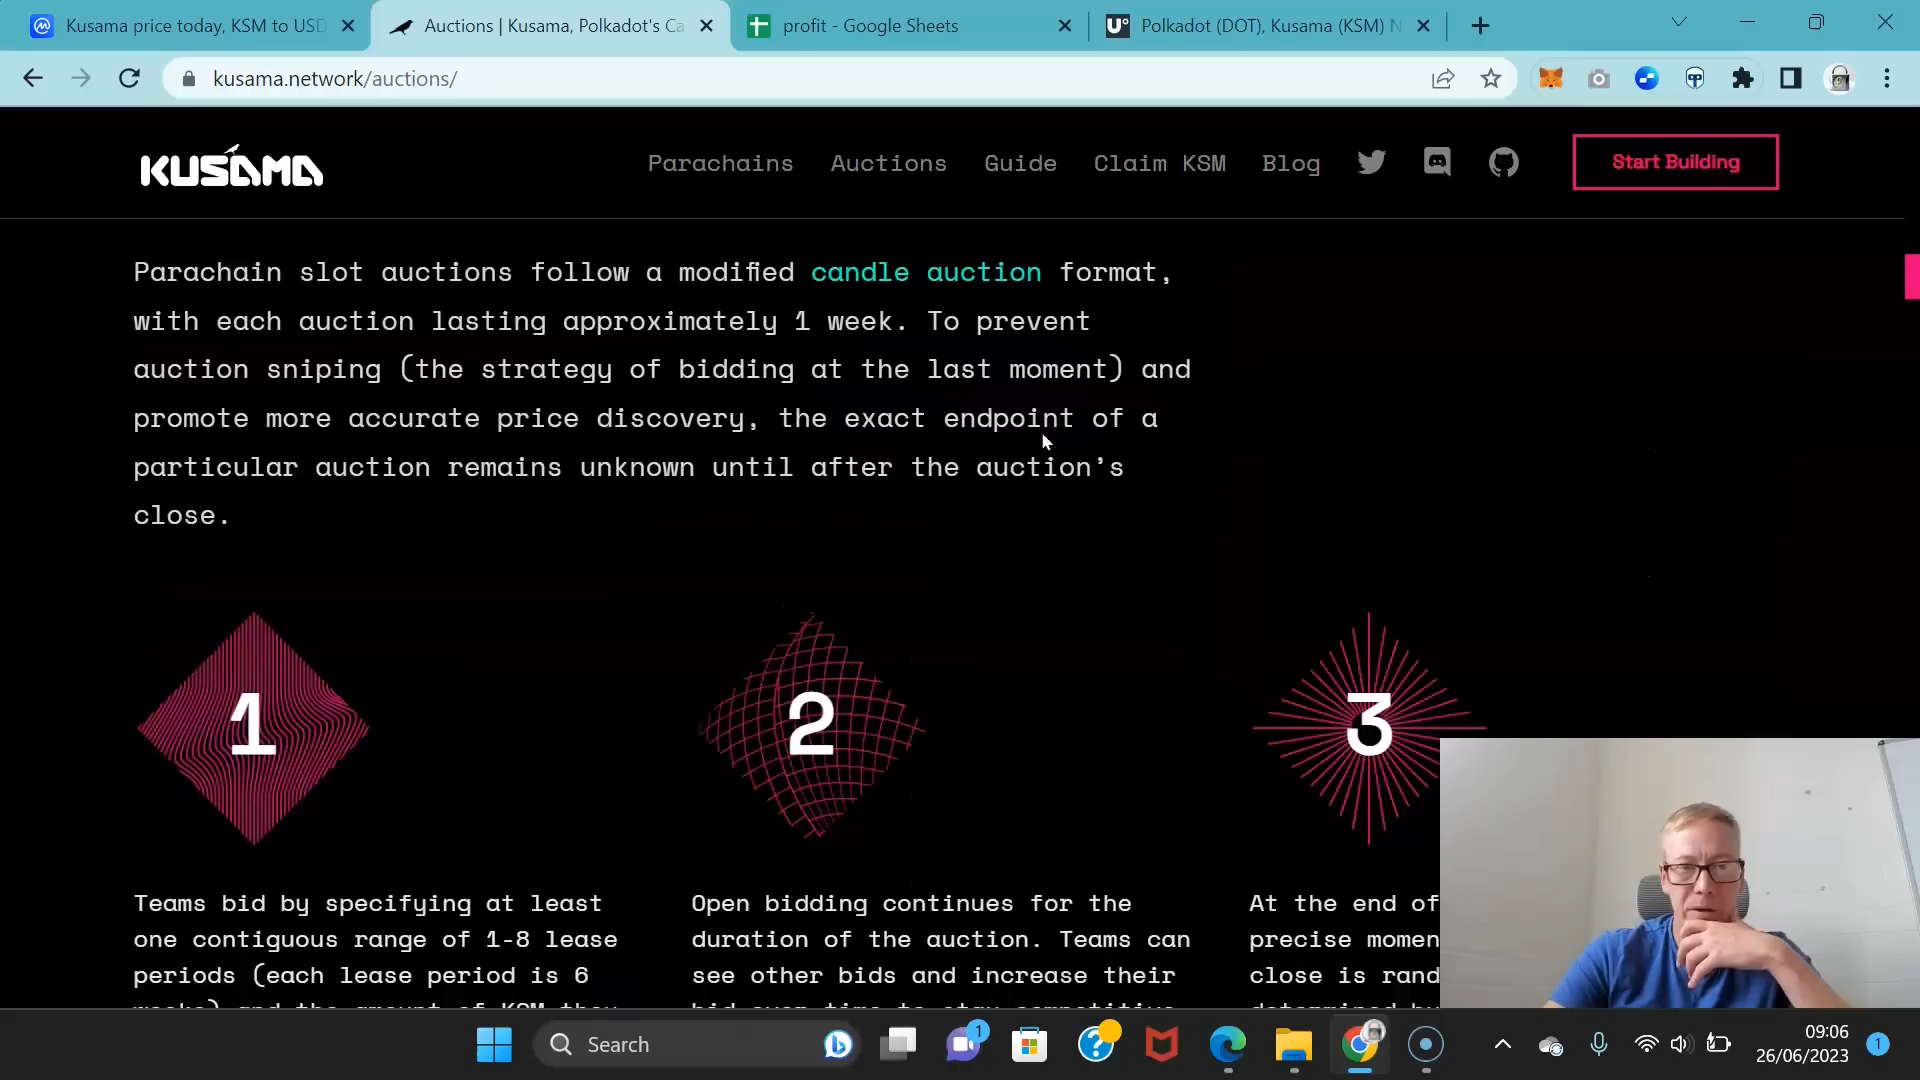 Kusama price today, KSM to USD
Auctions | Kusama, Polkadot's Ca
profit - Google Sheets
Polkadot (DOT), Kusama (KSM) N
kusama.network/auctions/
KUSAMA
Parachains
Auctions
Guide
Claim KSM
Blog
Start Building
Parachain slot auctions follow a modified candle auction format,
with each auction lasting approximately 1 week. To prevent
auction sniping (the strategy of bidding at the last moment) and
promote more accurate price discovery, the exact endpoint of a
particular auction remains unknown until after the auction’s
close.
1
2
3
Teams bid by specifying at least
one contiguous range of 1-8 lease
periods (each lease period is 6
Open bidding continues for the
duration of the auction. Teams can
see other bids and increase their
At the end of
precise momen
close is rand
Search
1
09:06
26/06/2023
1